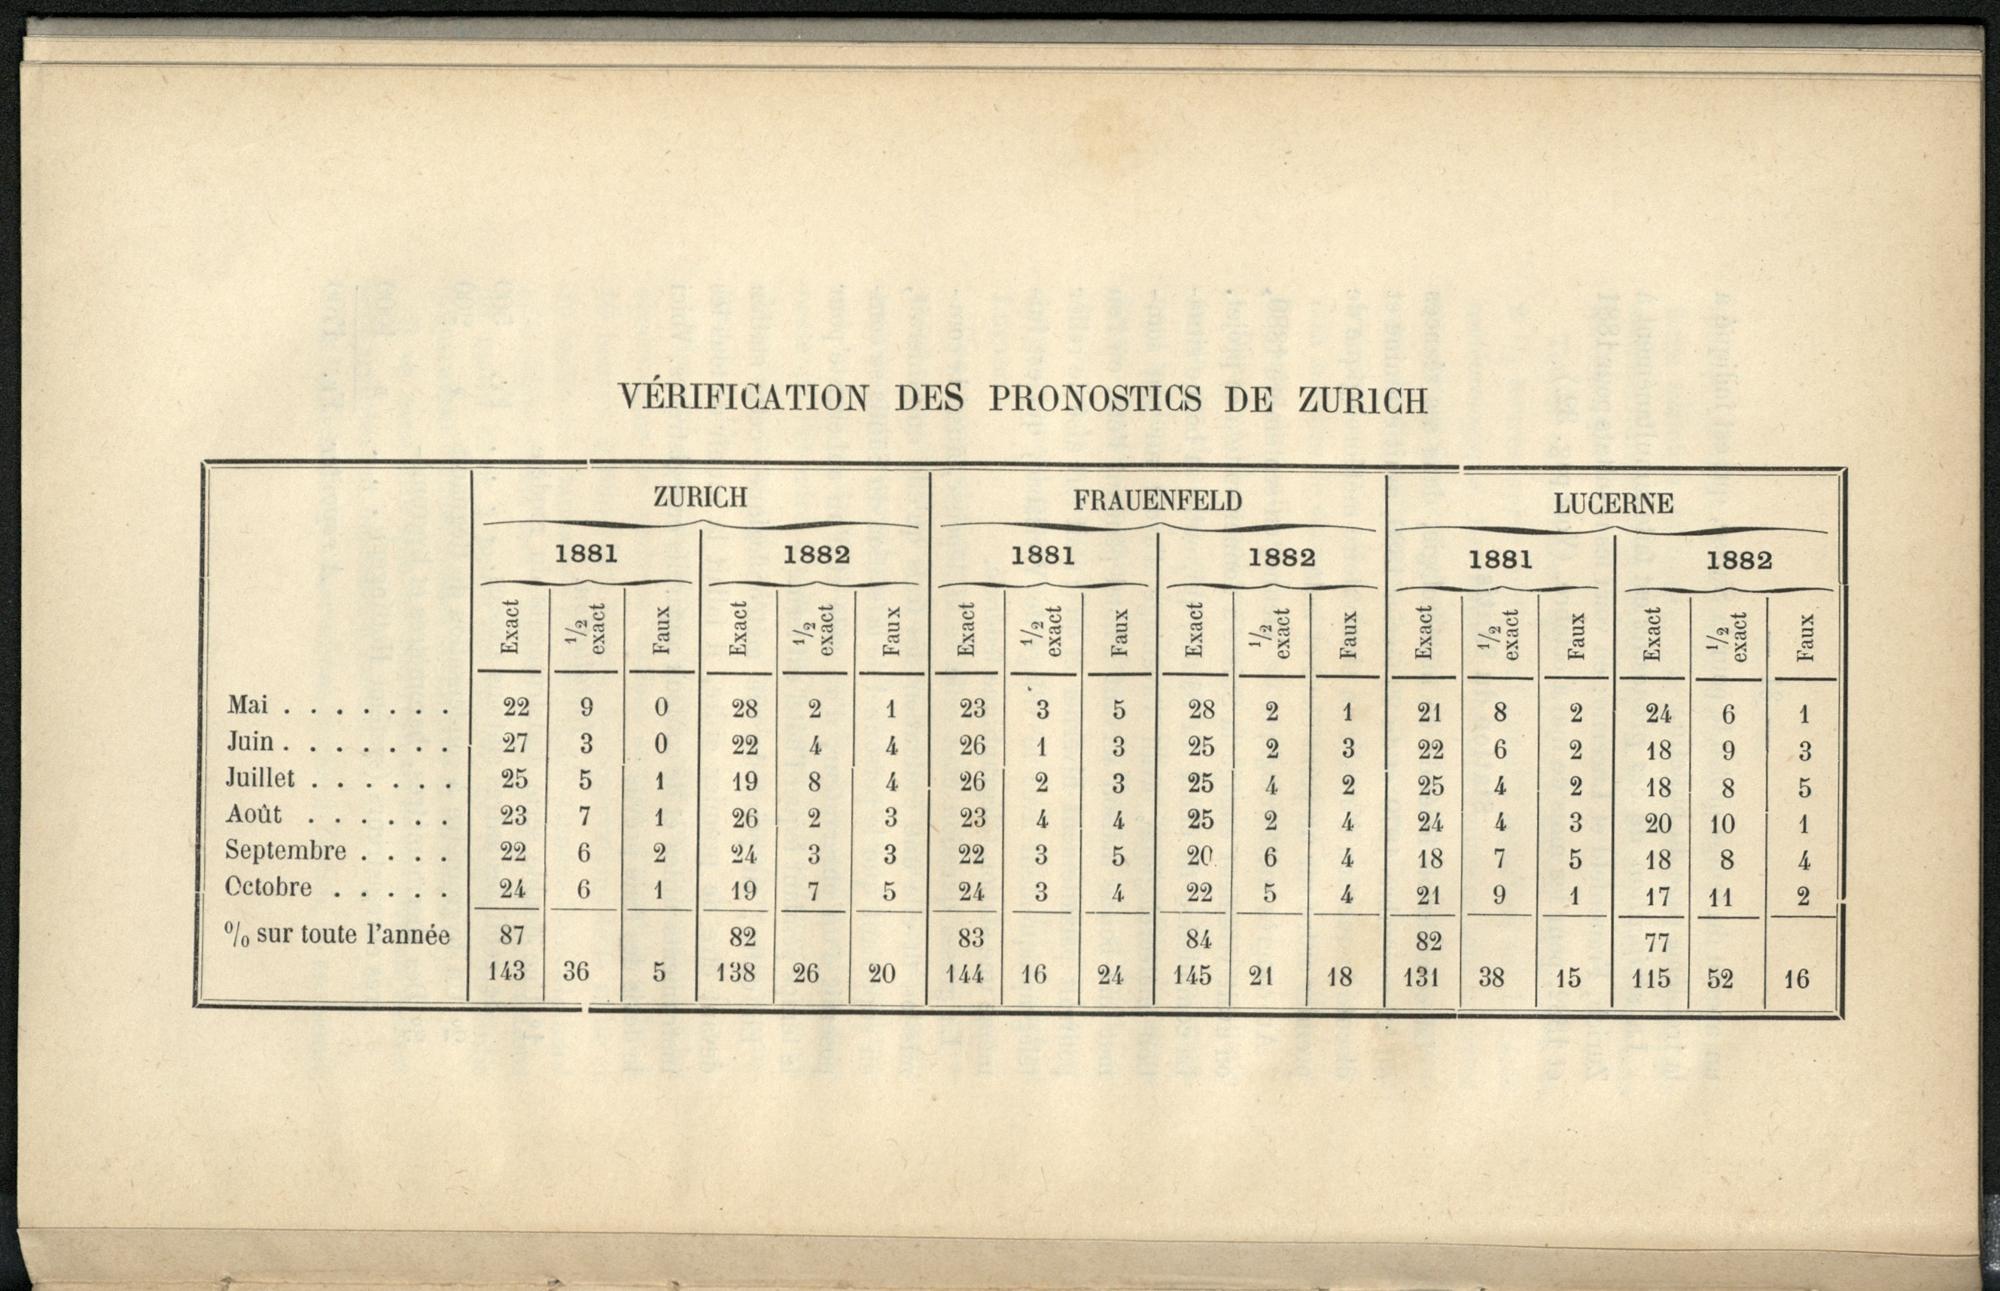 VÉRIFICATION DES PRONOSTICS DE ZURICH
ZURICH FRAUENFELD LUCERNE
1881 1882 1881 1882 1881 1882
Exact 1/2 exact Faux Exact 1/2 exact Faux Exact 1/2 exact Faux Exact 1/2 exact Faux Exact 1/2 exact Faux Exact 1/2 exact Faux
Mai . . . . . . . 22 9 0 28 2 1 23 3 5 28 2 1 21 8 2 24 6 1
Juin . . . . . . . 27 3 0 22 4 4 26 1 3 25 2 3 22 6 2 18 9 3
Juillet . . . . . . 25 5 1 19 8 4 26 2 3 25 4 2 25 4 2 18 8 5
Août . . . . . . 23 7 1 26 2 3 23 4 4 25 2 4 24 4 3 20 10 1
Septembre . . . . 22 6 2 24 3 3 22 3 5 20 6 4 18 7 5 18 8 4
Octobre . . . . . 24 6 1 19 7 5 24 3 4 22 5 4 21 9 1 17 11 2
% sur toute l'année 87 82 83 84 82 77
143 36 5 138 26 20 144 16 24 145 21 18 131 38 15 115 52 16